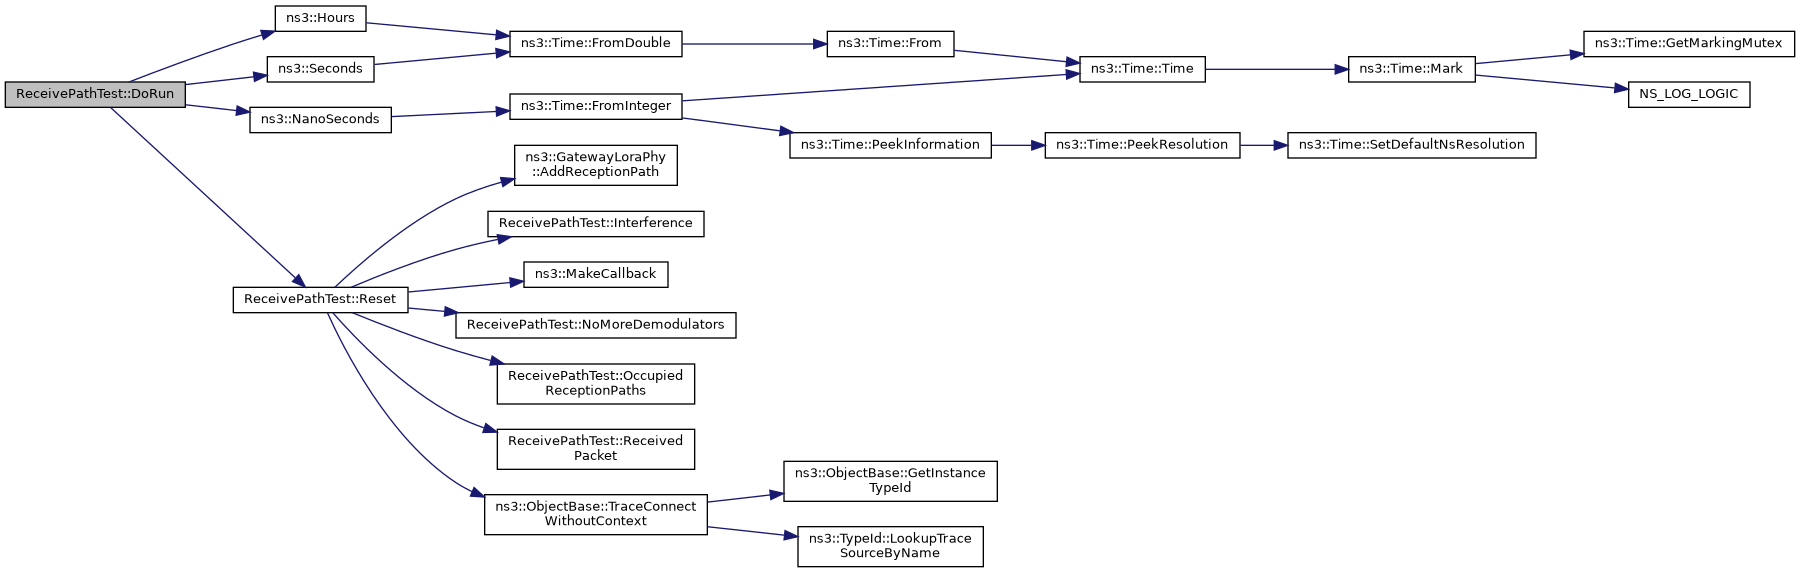 ReceivePathTest::DoRun
ns3::Hours
ns3::Seconds
ns3::NanoSeconds
ns3::Time::FromDouble
ns3::Time::FromInteger
ns3::Time::From
ns3::Time::PeekInformation
ns3::Time::Time
ns3::Time::PeekResolution
ns3::Time::Mark
ns3::Time::SetDefaultNsResolution
ns3::Time::GetMarkingMutex
NS_LOG_LOGIC
ReceivePathTest::Reset
ns3::GatewayLoraPhy
::AddReceptionPath
ReceivePathTest::Interference
ns3::MakeCallback
ReceivePathTest::NoMoreDemodulators
ReceivePathTest::Occupied
ReceptionPaths
ReceivePathTest::Received
Packet
ns3::ObjectBase::TraceConnect
WithoutContext
ns3::ObjectBase::GetInstance
TypeId
ns3::TypeId::LookupTrace
SourceByName